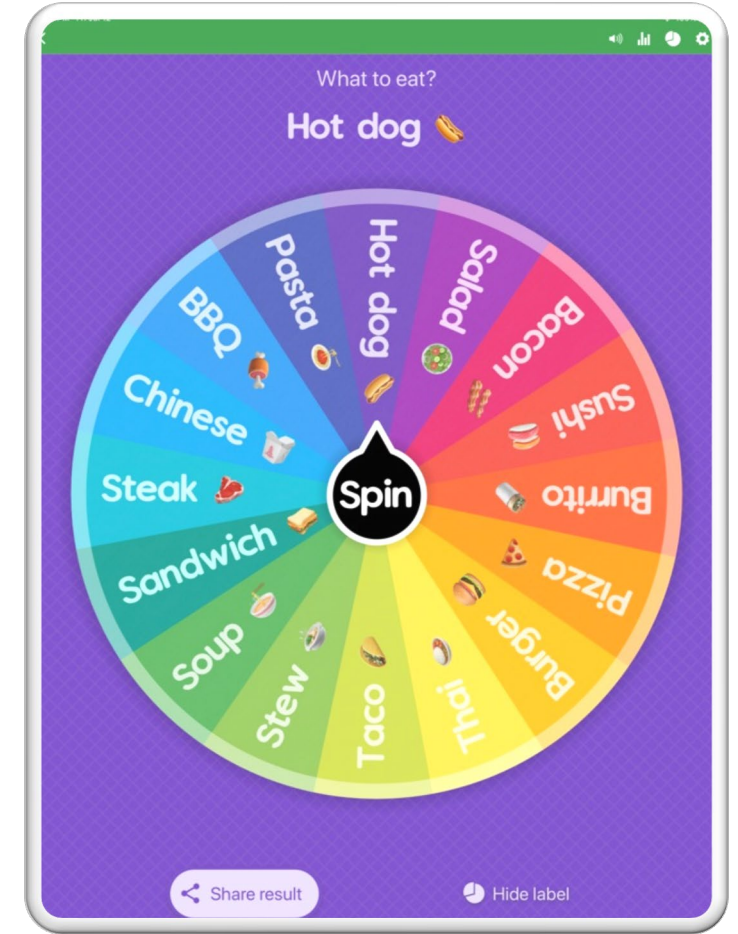 What to eat?
Hot dog
Hot dog
Salad
Bacon
Sushi
Burrito
Pizza
Burger
Thai
Taco
Stew
Soup
Sandwich
Steak
Chinese
BBQ
Pasta
Spin
Share result
Hide label